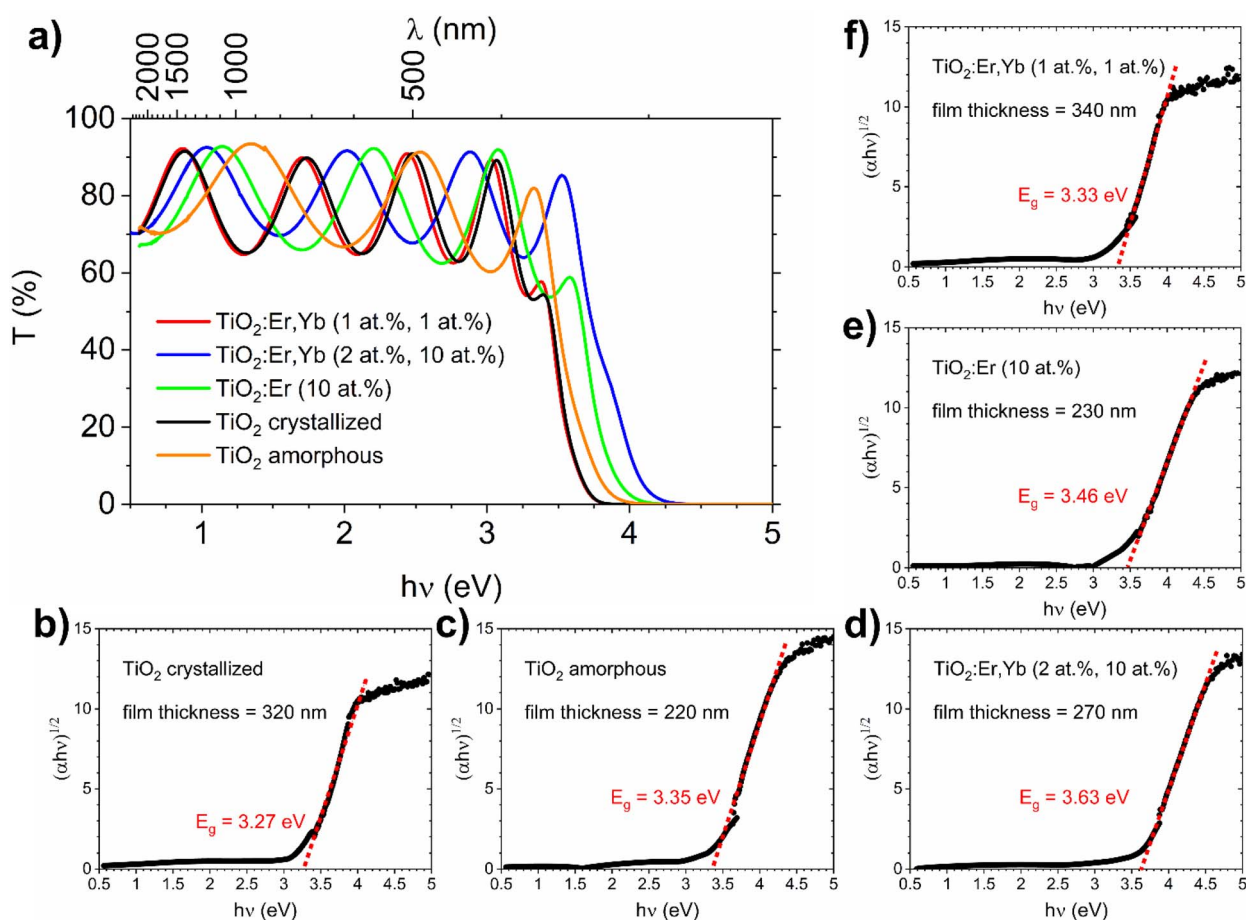 a)
λ (nm)
2000 1500 1000 500
T (%)
100
80
60
40
20
0
TiO₂:Er,Yb (1 at.%, 1 at.%)
TiO₂:Er,Yb (2 at.%, 10 at.%)
TiO₂:Er (10 at.%)
TiO₂ crystallized
TiO₂ amorphous
1 2 3 4 5
hν (eV)
f)
TiO₂:Er,Yb (1 at.%, 1 at.%)
film thickness = 340 nm
E_g = 3.33 eV
(αhν)^1/2
15
10
5
0
0.5 1 1.5 2 2.5 3 3.5 4 4.5 5
hν (eV)
e)
TiO₂:Er (10 at.%)
film thickness = 230 nm
E_g = 3.46 eV
(αhν)^1/2
15
10
5
0
0.5 1 1.5 2 2.5 3 3.5 4 4.5 5
hν (eV)
b)
TiO₂ crystallized
film thickness = 320 nm
E_g = 3.27 eV
(αhν)^1/2
15
10
5
0
0.5 1 1.5 2 2.5 3 3.5 4 4.5 5
hν (eV)
c)
TiO₂ amorphous
film thickness = 220 nm
E_g = 3.35 eV
(αhν)^1/2
15
10
5
0
0.5 1 1.5 2 2.5 3 3.5 4 4.5 5
hν (eV)
d)
TiO₂:Er,Yb (2 at.%, 10 at.%)
film thickness = 270 nm
E_g = 3.63 eV
(αhν)^1/2
15
10
5
0
0.5 1 1.5 2 2.5 3 3.5 4 4.5 5
hν (eV)